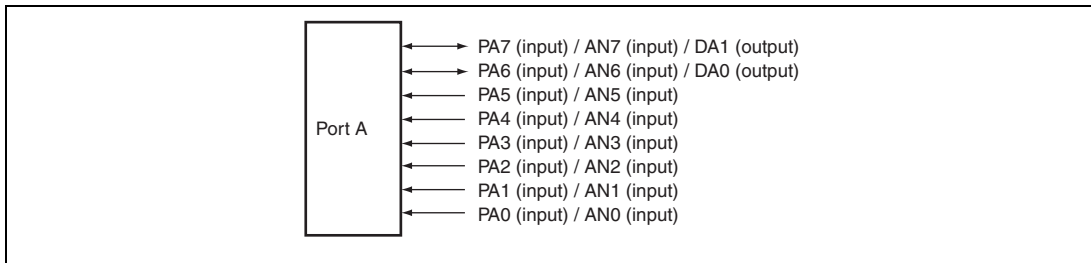 Port A
PA7 (input) / AN7 (input) / DA1 (output)
PA6 (input) / AN6 (input) / DA0 (output)
PA5 (input) / AN5 (input)
PA4 (input) / AN4 (input)
PA3 (input) / AN3 (input)
PA2 (input) / AN2 (input)
PA1 (input) / AN1 (input)
PA0 (input) / AN0 (input)